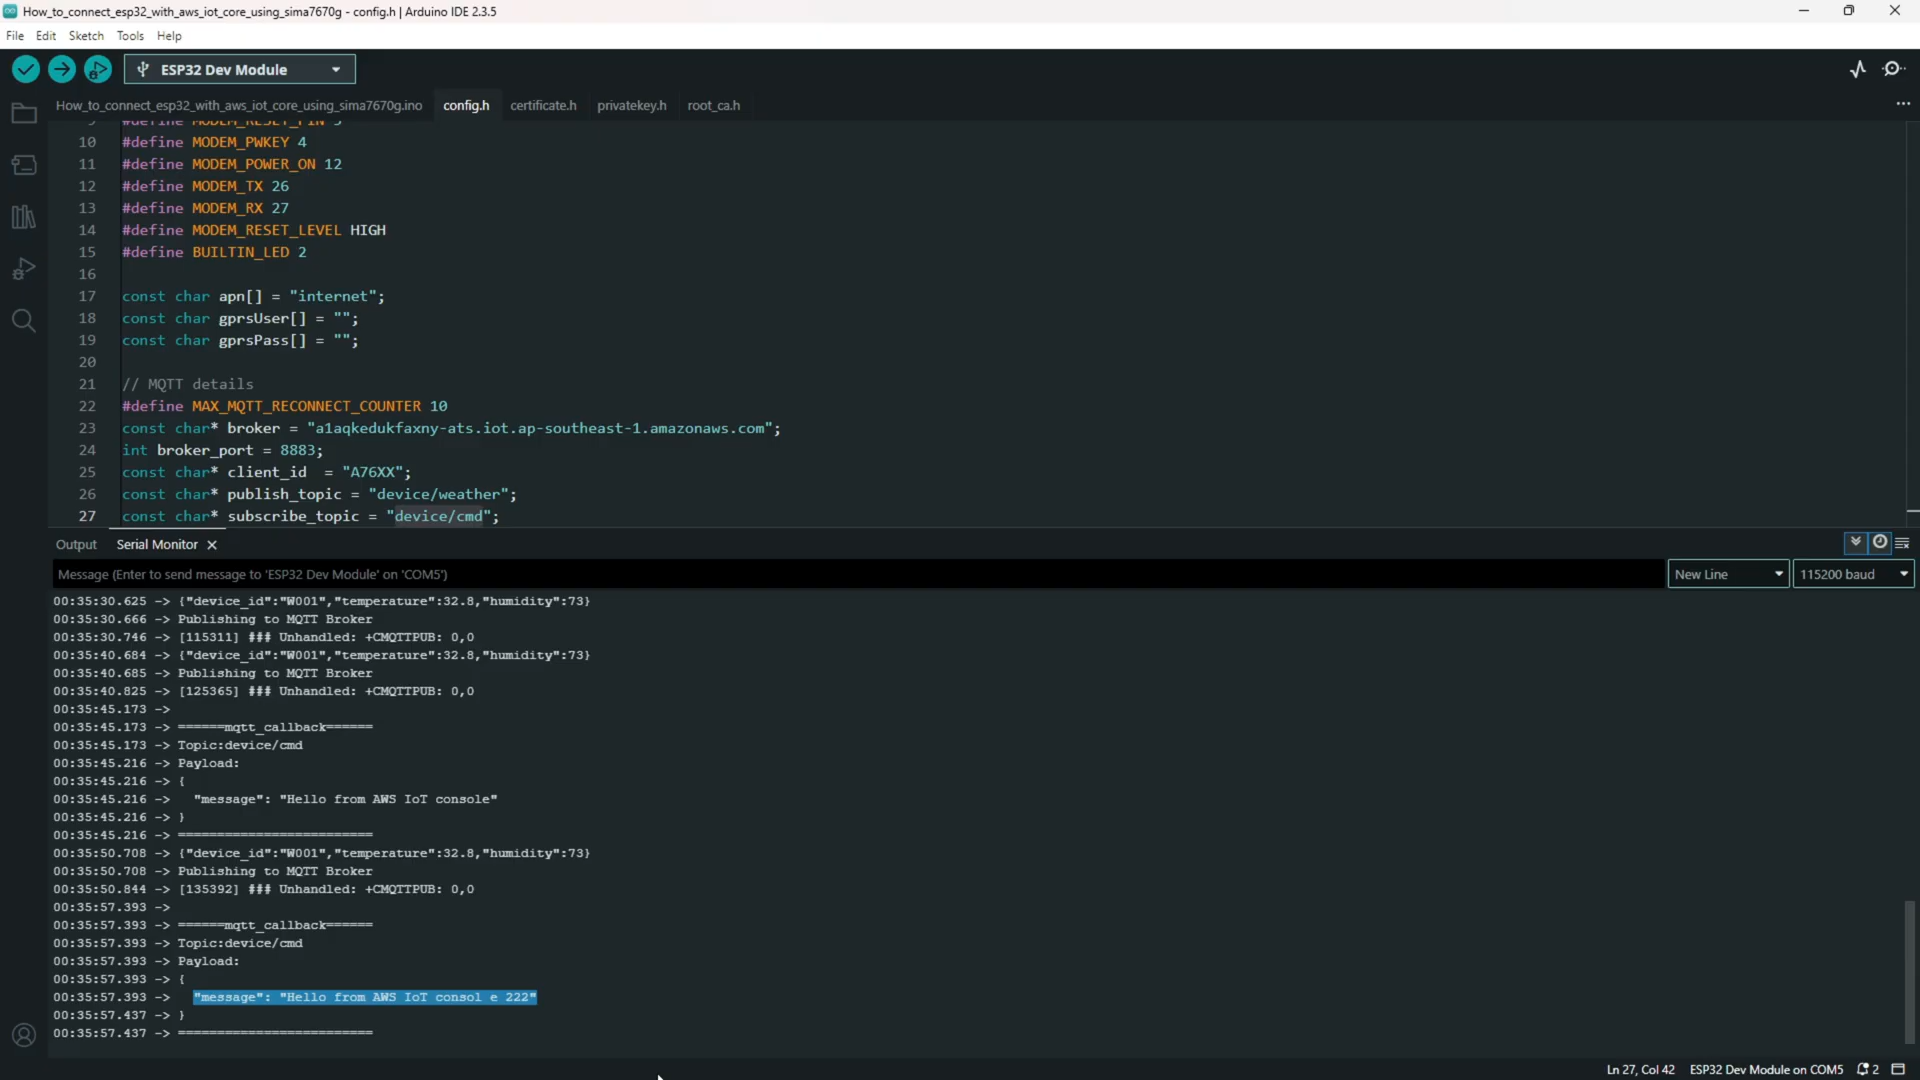 How_to_connect_esp32_with_aws_iot_core_using_sima7670g - config.h | Arduino IDE 2.3.5
File Edit Sketch Tools Help
ESP32 Dev Module
How_to_connect_esp32_with_aws_iot_core_using_sima7670g.ino config.h certificate.h privatekey.h root_ca.h
9 #define MODEM_RESET_PIN 5
10 #define MODEM_PWKEY 4
11 #define MODEM_POWER_ON 12
12 #define MODEM_TX 26
13 #define MODEM_RX 27
14 #define MODEM_RESET_LEVEL HIGH
15 #define BUILTIN_LED 2
16
17 const char apn[] = "internet";
18 const char gprsUser[] = "";
19 const char gprsPass[] = "";
20
21 // MQTT details
22 #define MAX_MQTT_RECONNECT_COUNTER 10
23 const char* broker = "a1aqkedukfaxny-ats.iot.ap-southeast-1.amazonaws.com";
24 int broker_port = 8883;
25 const char* client_id  = "A76XX";
26 const char* publish_topic = "device/weather";
27 const char* subscribe_topic = "device/cmd";
Output Serial Monitor
Message (Enter to send message to 'ESP32 Dev Module' on 'COM5') New Line 115200 baud
00:35:30.625 -> {"device_id":"W001","temperature":32.8,"humidity":73}
00:35:30.666 -> Publishing to MQTT Broker
00:35:30.746 -> [115311] ### Unhandled: +CMQTTPUB: 0,0
00:35:40.684 -> {"device_id":"W001","temperature":32.8,"humidity":73}
00:35:40.685 -> Publishing to MQTT Broker
00:35:40.825 -> [125365] ### Unhandled: +CMQTTPUB: 0,0
00:35:45.173 ->
00:35:45.173 -> ======mqtt_callback======
00:35:45.173 -> Topic:device/cmd
00:35:45.216 -> Payload:
00:35:45.216 -> {
00:35:45.216 ->   "message": "Hello from AWS IoT console"
00:35:45.216 -> }
00:35:45.216 -> =========================
00:35:50.708 -> {"device_id":"W001","temperature":32.8,"humidity":73}
00:35:50.708 -> Publishing to MQTT Broker
00:35:50.844 -> [135392] ### Unhandled: +CMQTTPUB: 0,0
00:35:57.393 ->
00:35:57.393 -> ======mqtt_callback======
00:35:57.393 -> Topic:device/cmd
00:35:57.393 -> Payload:
00:35:57.393 -> {
00:35:57.393 ->   "message": "Hello from AWS IoT consol e 222"
00:35:57.437 -> }
00:35:57.437 -> =========================
Ln 27, Col 42 ESP32 Dev Module on COM5 2